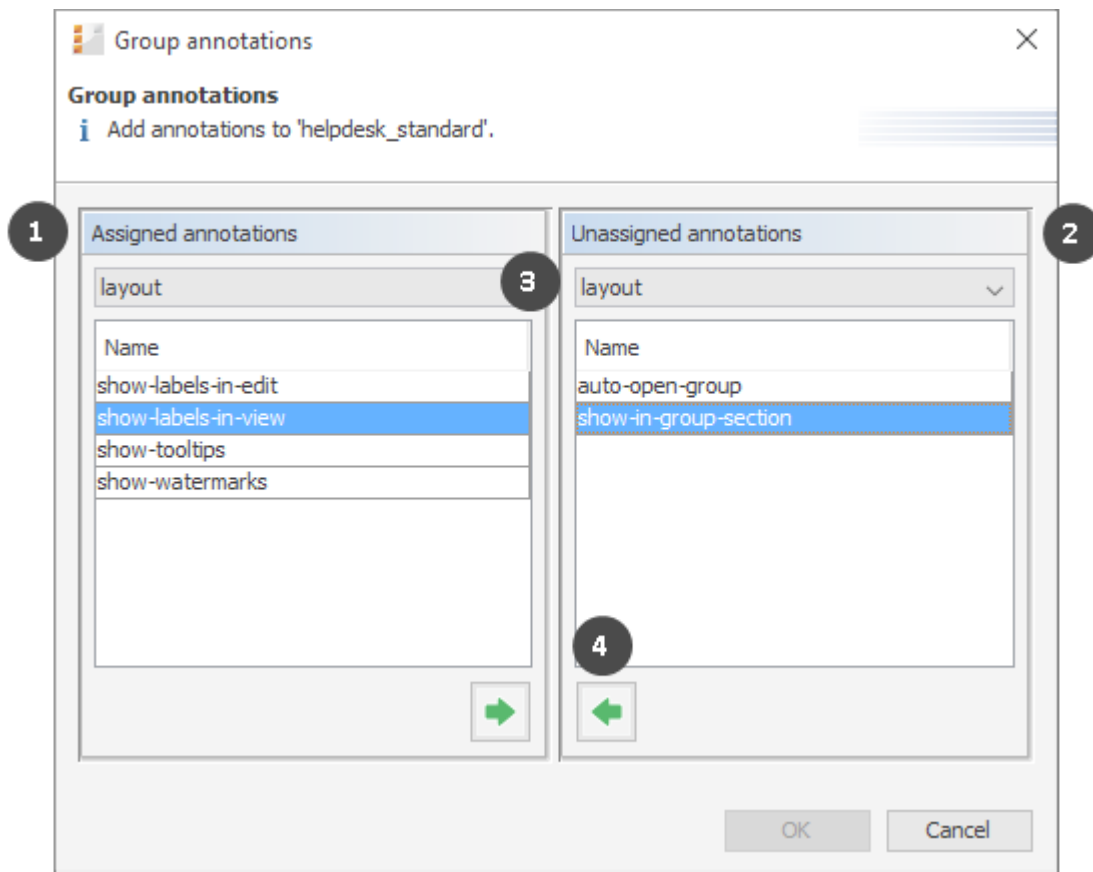 Group annotations
Group annotations
i Add annotations to 'helpdesk_standard'.
1
Assigned annotations
Unassigned annotations
2
layout
3
layout
Name
Name
show-labels-in-edit
auto-open-group
show-labels-in-view
show-in-group-section
show-tooltips
show-watermarks
4
OK
Cancel